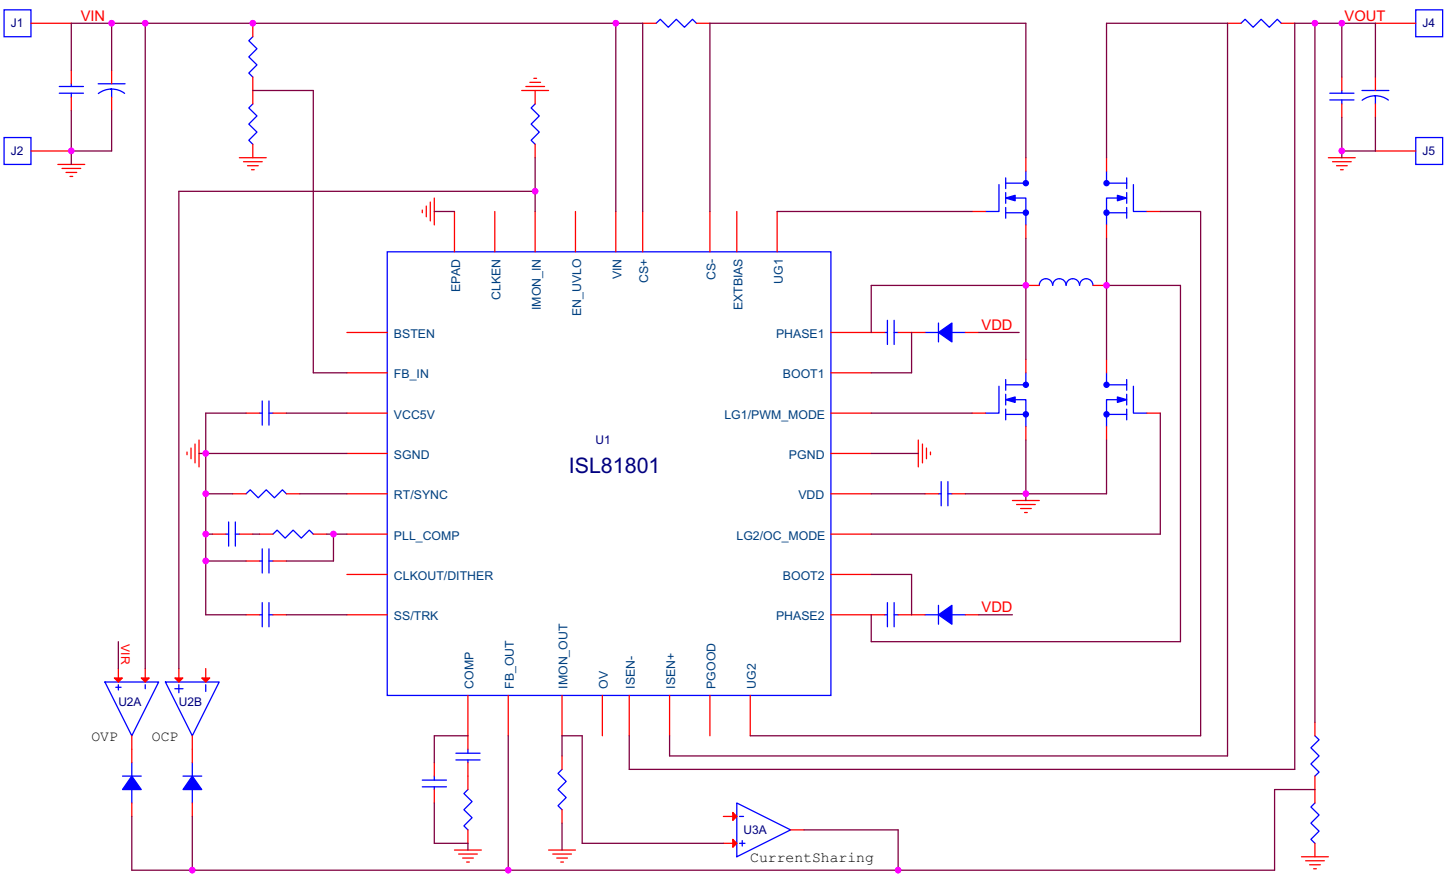 J1
VIN
VOUT
J4
J2
J5
EPAD
CLKEN
IMON_IN
EN_UVLO
VIN
CS+
CS-
EXTBIAS
UG1
BSTEN
PHASE1
VDD
FB_IN
BOOT1
VCC5V
LG1/PWM_MODE
U1
ISL81801
SGND
PGND
RT/SYNC
VDD
PLL_COMP
LG2/OC_MODE
CLKOUT/DITHER
BOOT2
SS/TRK
PHASE2
VDD
VIR
COMP
FB_OUT
IMON_OUT
OV
ISEN-
ISEN+
PGOOD
UG2
+ -
U2A
+ -
U2B
OVP
OCP
-
U3A
+
CurrentSharing